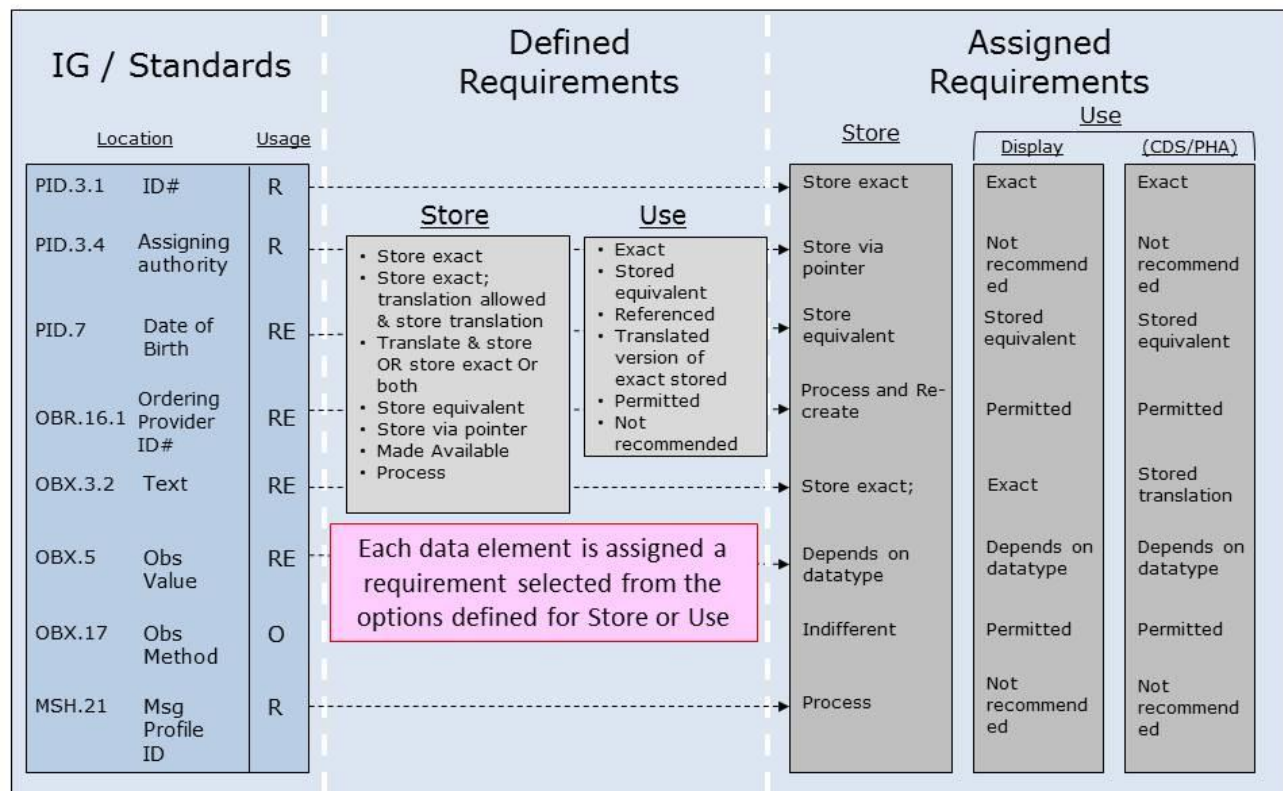 IG / Standards
Defined
Requirements
Assigned
Requirements
Location
Usage
Store
Use
Display
(CDS/PHA)
PID.3.1 ID# R
Store exact
Exact
Exact
PID.3.4 Assigning
authority
R
Store via
pointer
Not
recommend
ed
Not
recommend
ed
PID.7 Date of
Birth
RE
Store
equivalent
Stored
equivalent
Stored
equivalent
OBR.16.1 Ordering
Provider
ID#
RE
Process and Re-
create
Permitted
Permitted
OBX.3.2 Text RE
Store exact;
Exact
Stored
translation
OBX.5 Obs
Value
RE
Depends on
datatype
Depends on
datatype
Depends on
datatype
OBX.17 Obs
Method
O
Indifferent
Permitted
Permitted
MSH.21 Msg
Profile
ID
R
Process
Not
recommend
ed
Not
recommend
ed
Store
• Store exact
• Store exact;
translation allowed
& store translation
• Translate & store
OR store exact Or
both
• Store equivalent
• Store via pointer
• Made Available
• Process
Use
• Exact
• Stored
equivalent
• Referenced
• Translated
version of
exact stored
• Permitted
• Not
recommended
Each data element is assigned a
requirement selected from the
options defined for Store or Use